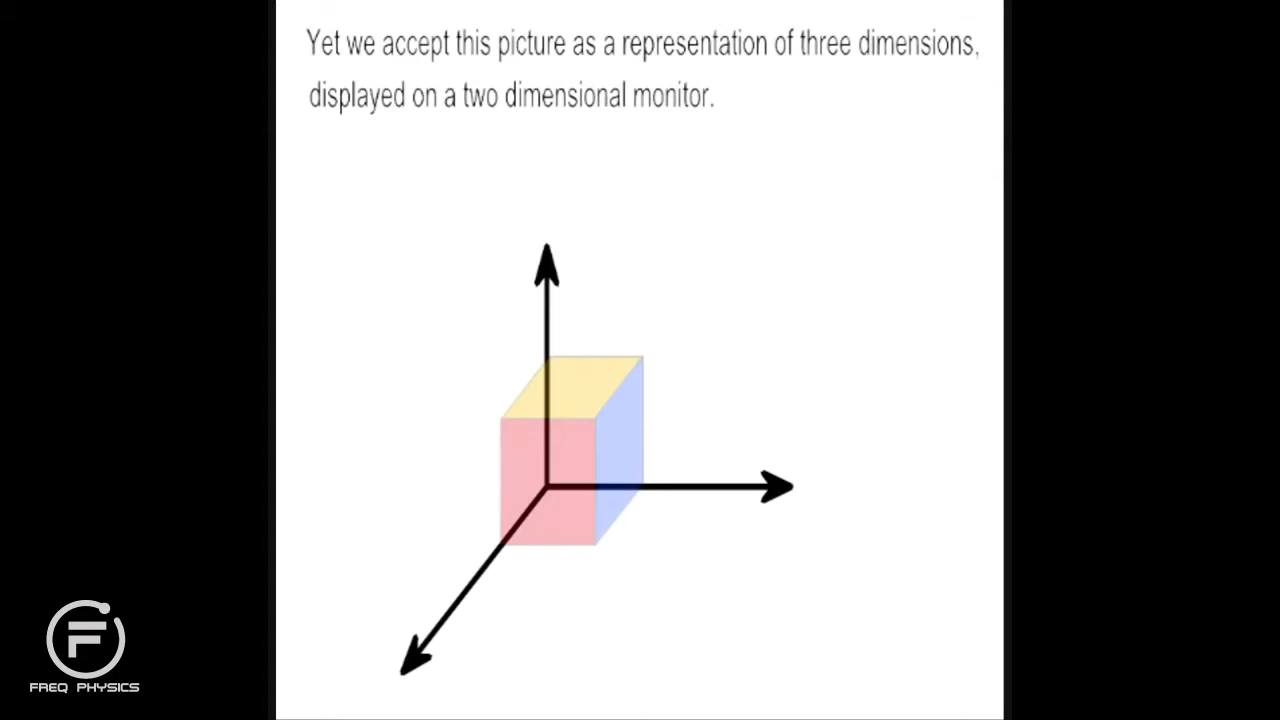 Yet we accept this picture as a representation of three dimensions,
displayed on a two dimensional monitor.
FREQ PHYSICS